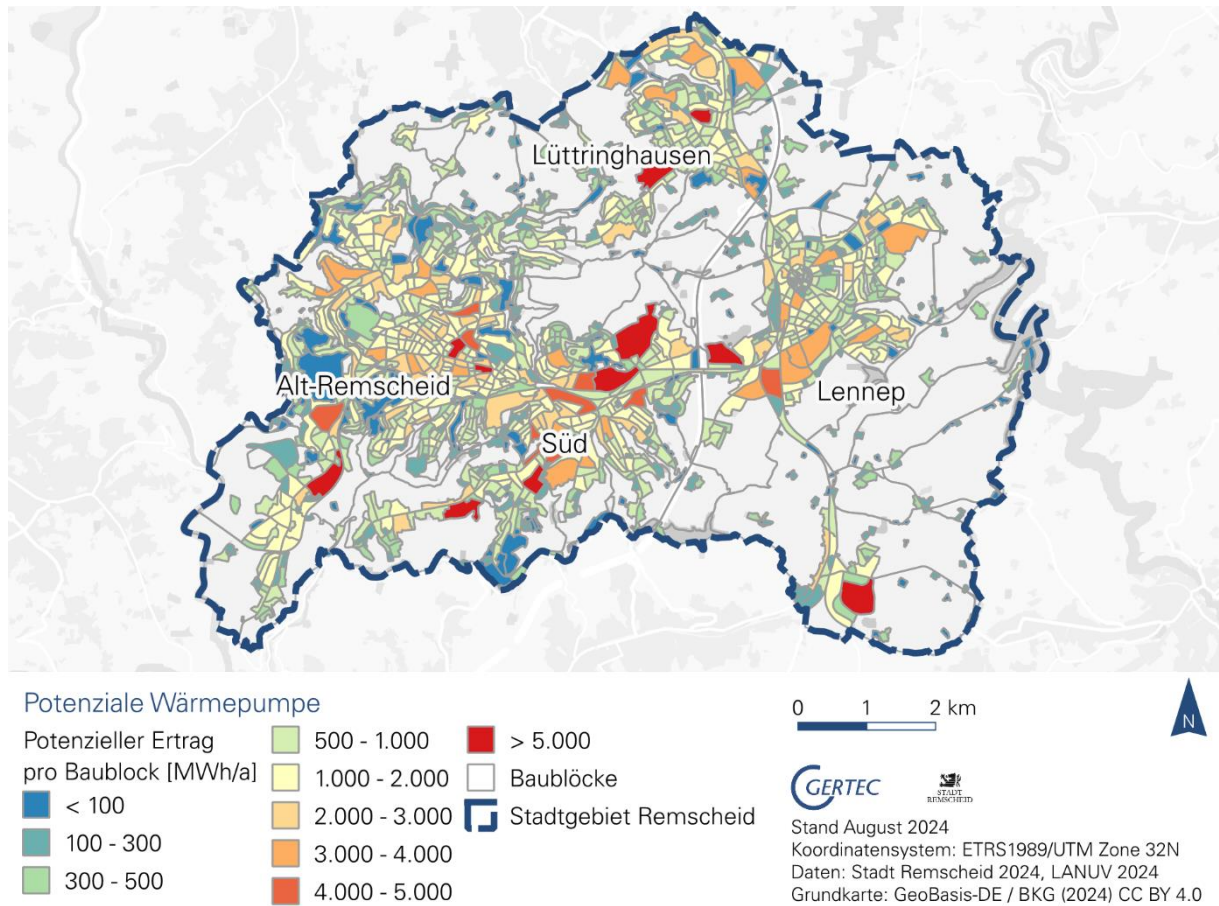 Lüttringhausen
Alt-Remscheid
Lennep
Süd
Potenziale Wärmepumpe
Potenzieller Ertrag
pro Baublock [MWh/a]
< 100
100 - 300
300 - 500
500 - 1.000
1.000 - 2.000
2.000 - 3.000
3.000 - 4.000
4.000 - 5.000
> 5.000
Baublöcke
Stadtgebiet Remscheid
0 1 2 km
N
GERTEC
STADT
REMSCHEID
Stand August 2024
Koordinatensystem: ETRS1989/UTM Zone 32N
Daten: Stadt Remscheid 2024, LANUV 2024
Grundkarte: GeoBasis-DE / BKG (2024) CC BY 4.0